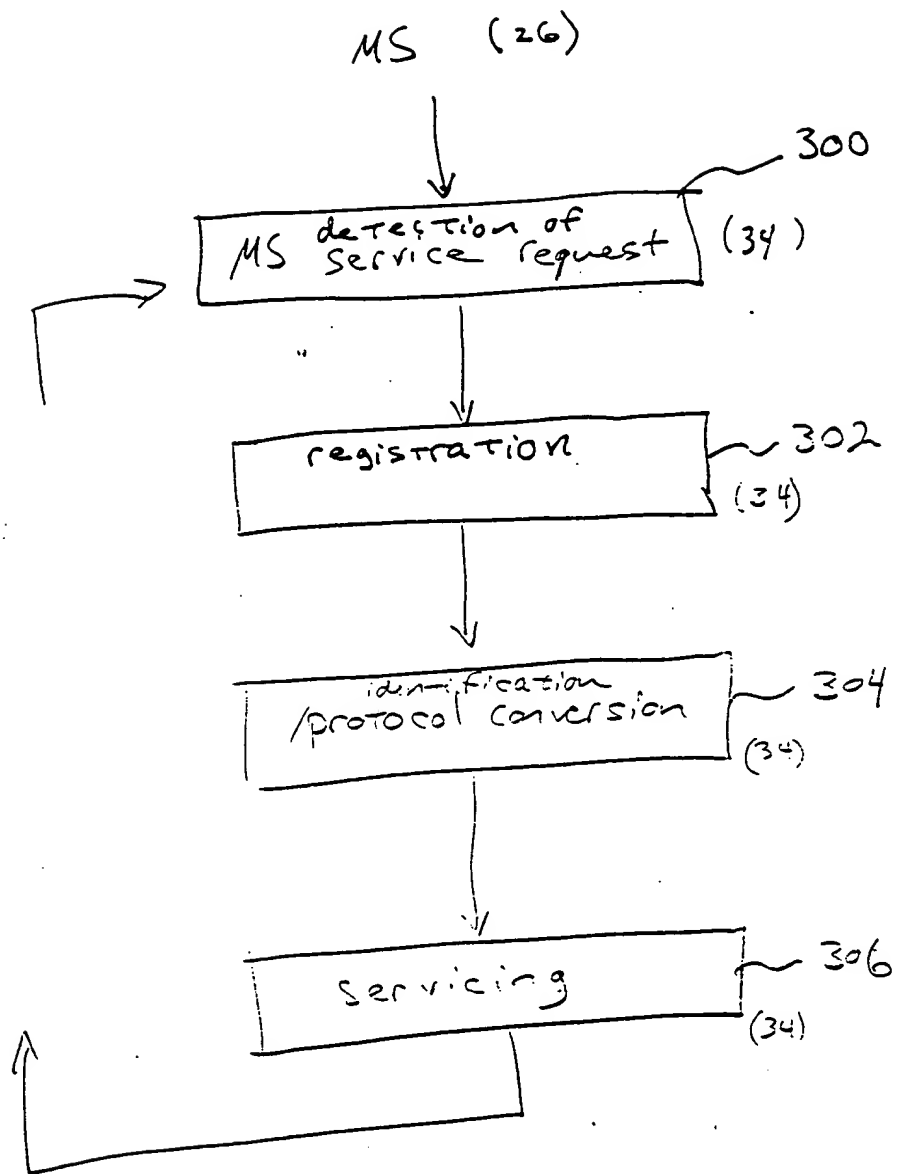 MS (26)
300
MS detection of
service request (34)
registration
302
(34)
identification
/protocol conversion
304
(34)
servicing
306
(34)